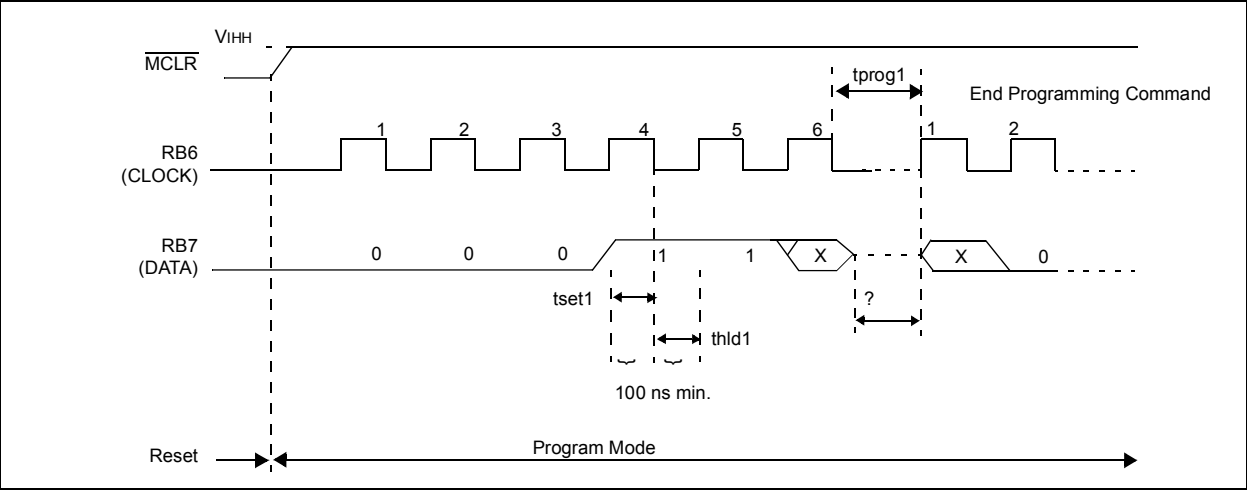 VIHH
MCLR
tprog1
End Programming Command
1 2 3 4 5 6 1 2
RB6
(CLOCK)
RB7
(DATA)
0 0 0 1 1 X X 0
tset1
?
thld1
100 ns min.
Reset
Program Mode